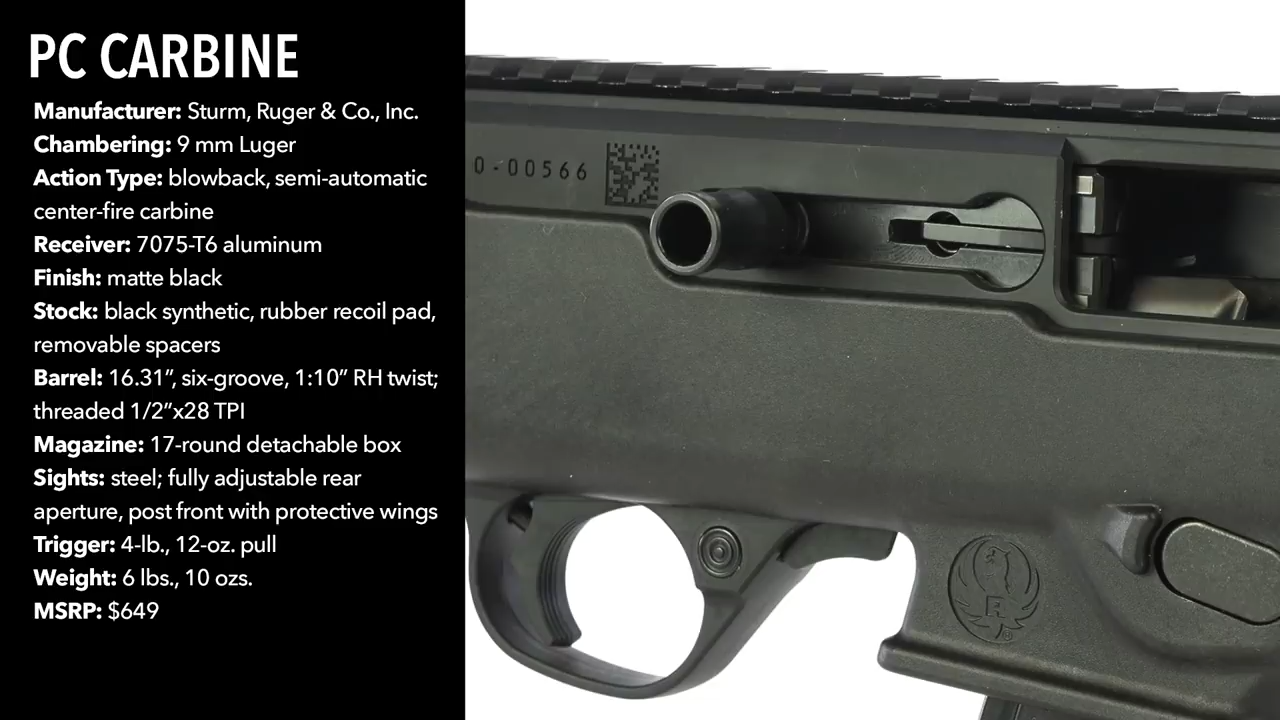 PC CARBINE
Manufacturer: Sturm, Ruger & Co., Inc.
Chambering: 9 mm Luger
Action Type: blowback, semi-automatic
center-fire carbine
Receiver: 7075-T6 aluminum
Finish: matte black
Stock: black synthetic, rubber recoil pad,
removable spacers
Barrel: 16.31”, six-groove, 1:10” RH twist;
threaded 1/2”x28 TPI
Magazine: 17-round detachable box
Sights: steel; fully adjustable rear
aperture, post front with protective wings
Trigger: 4-lb., 12-oz. pull
Weight: 6 lbs., 10 ozs.
MSRP: $649
0-00566
R
®